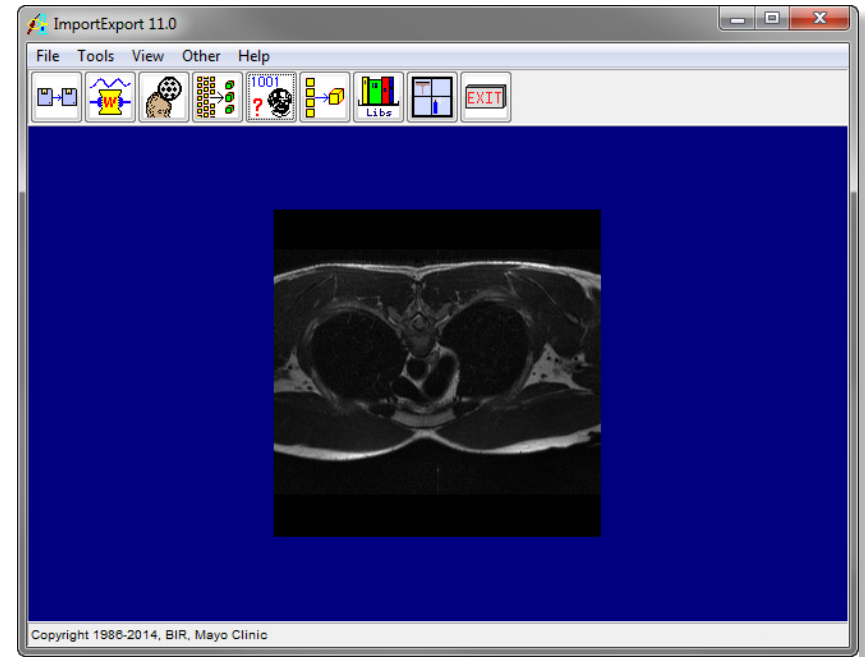 ImportExport 11.0
File Tools View Other Help
W
1001
?
Libs
EXIT
Copyright 1986-2014, BIR, Mayo Clinic